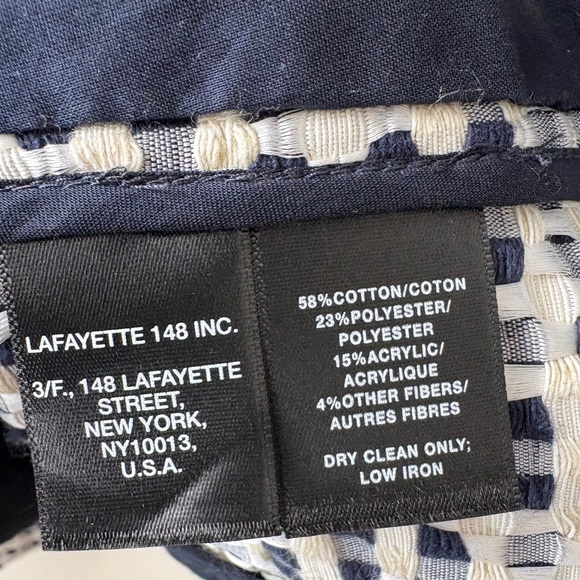 LAFAYETTE 148 INC.
3/F., 148 LAFAYETTE
STREET,
NEW YORK,
NY10013,
U.S.A.
58%COTTON/COTON
23%POLYESTER/
POLYESTER
15%ACRYLIC/
ACRYLIQUE
4%OTHER FIBERS/
AUTRES FIBRES
DRY CLEAN ONLY;
LOW IRON